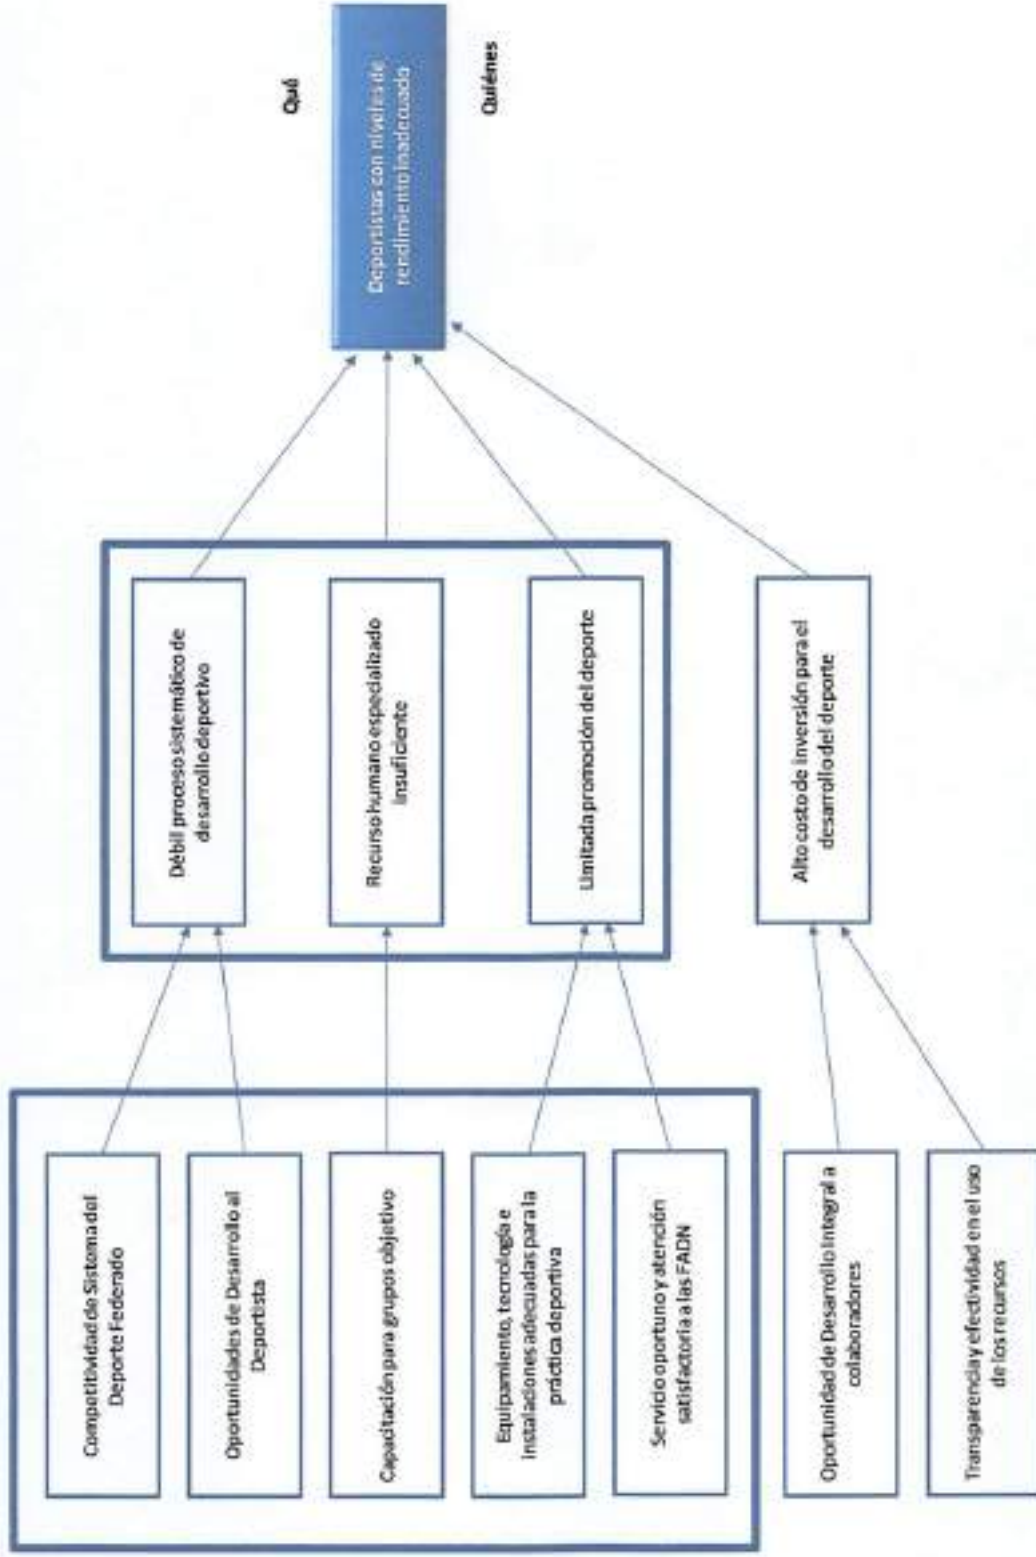 Competitividad de Sistema del
Deporte Federado
Oportunidades de Desarrollo al
Deportista
Capacitación para grupos objetivo
Equipamiento, tecnología e
instalaciones adecuadas para la
práctica deportiva
Servicio oportuno y atención
satisfactoria a las FADN
Oportunidad de Desarrollo Integral a
colaboradores
Transparencia y efectividad en el uso
de los recursos
Débil proceso sistemático de
desarrollo deportivo
Recurso humano especializado
insuficiente
Limitada promoción del deporte
Alto costo de inversión para el
desarrollo del deporte
Qué
Deportistas con niveles de
rendimiento inadecuado
Quiénes